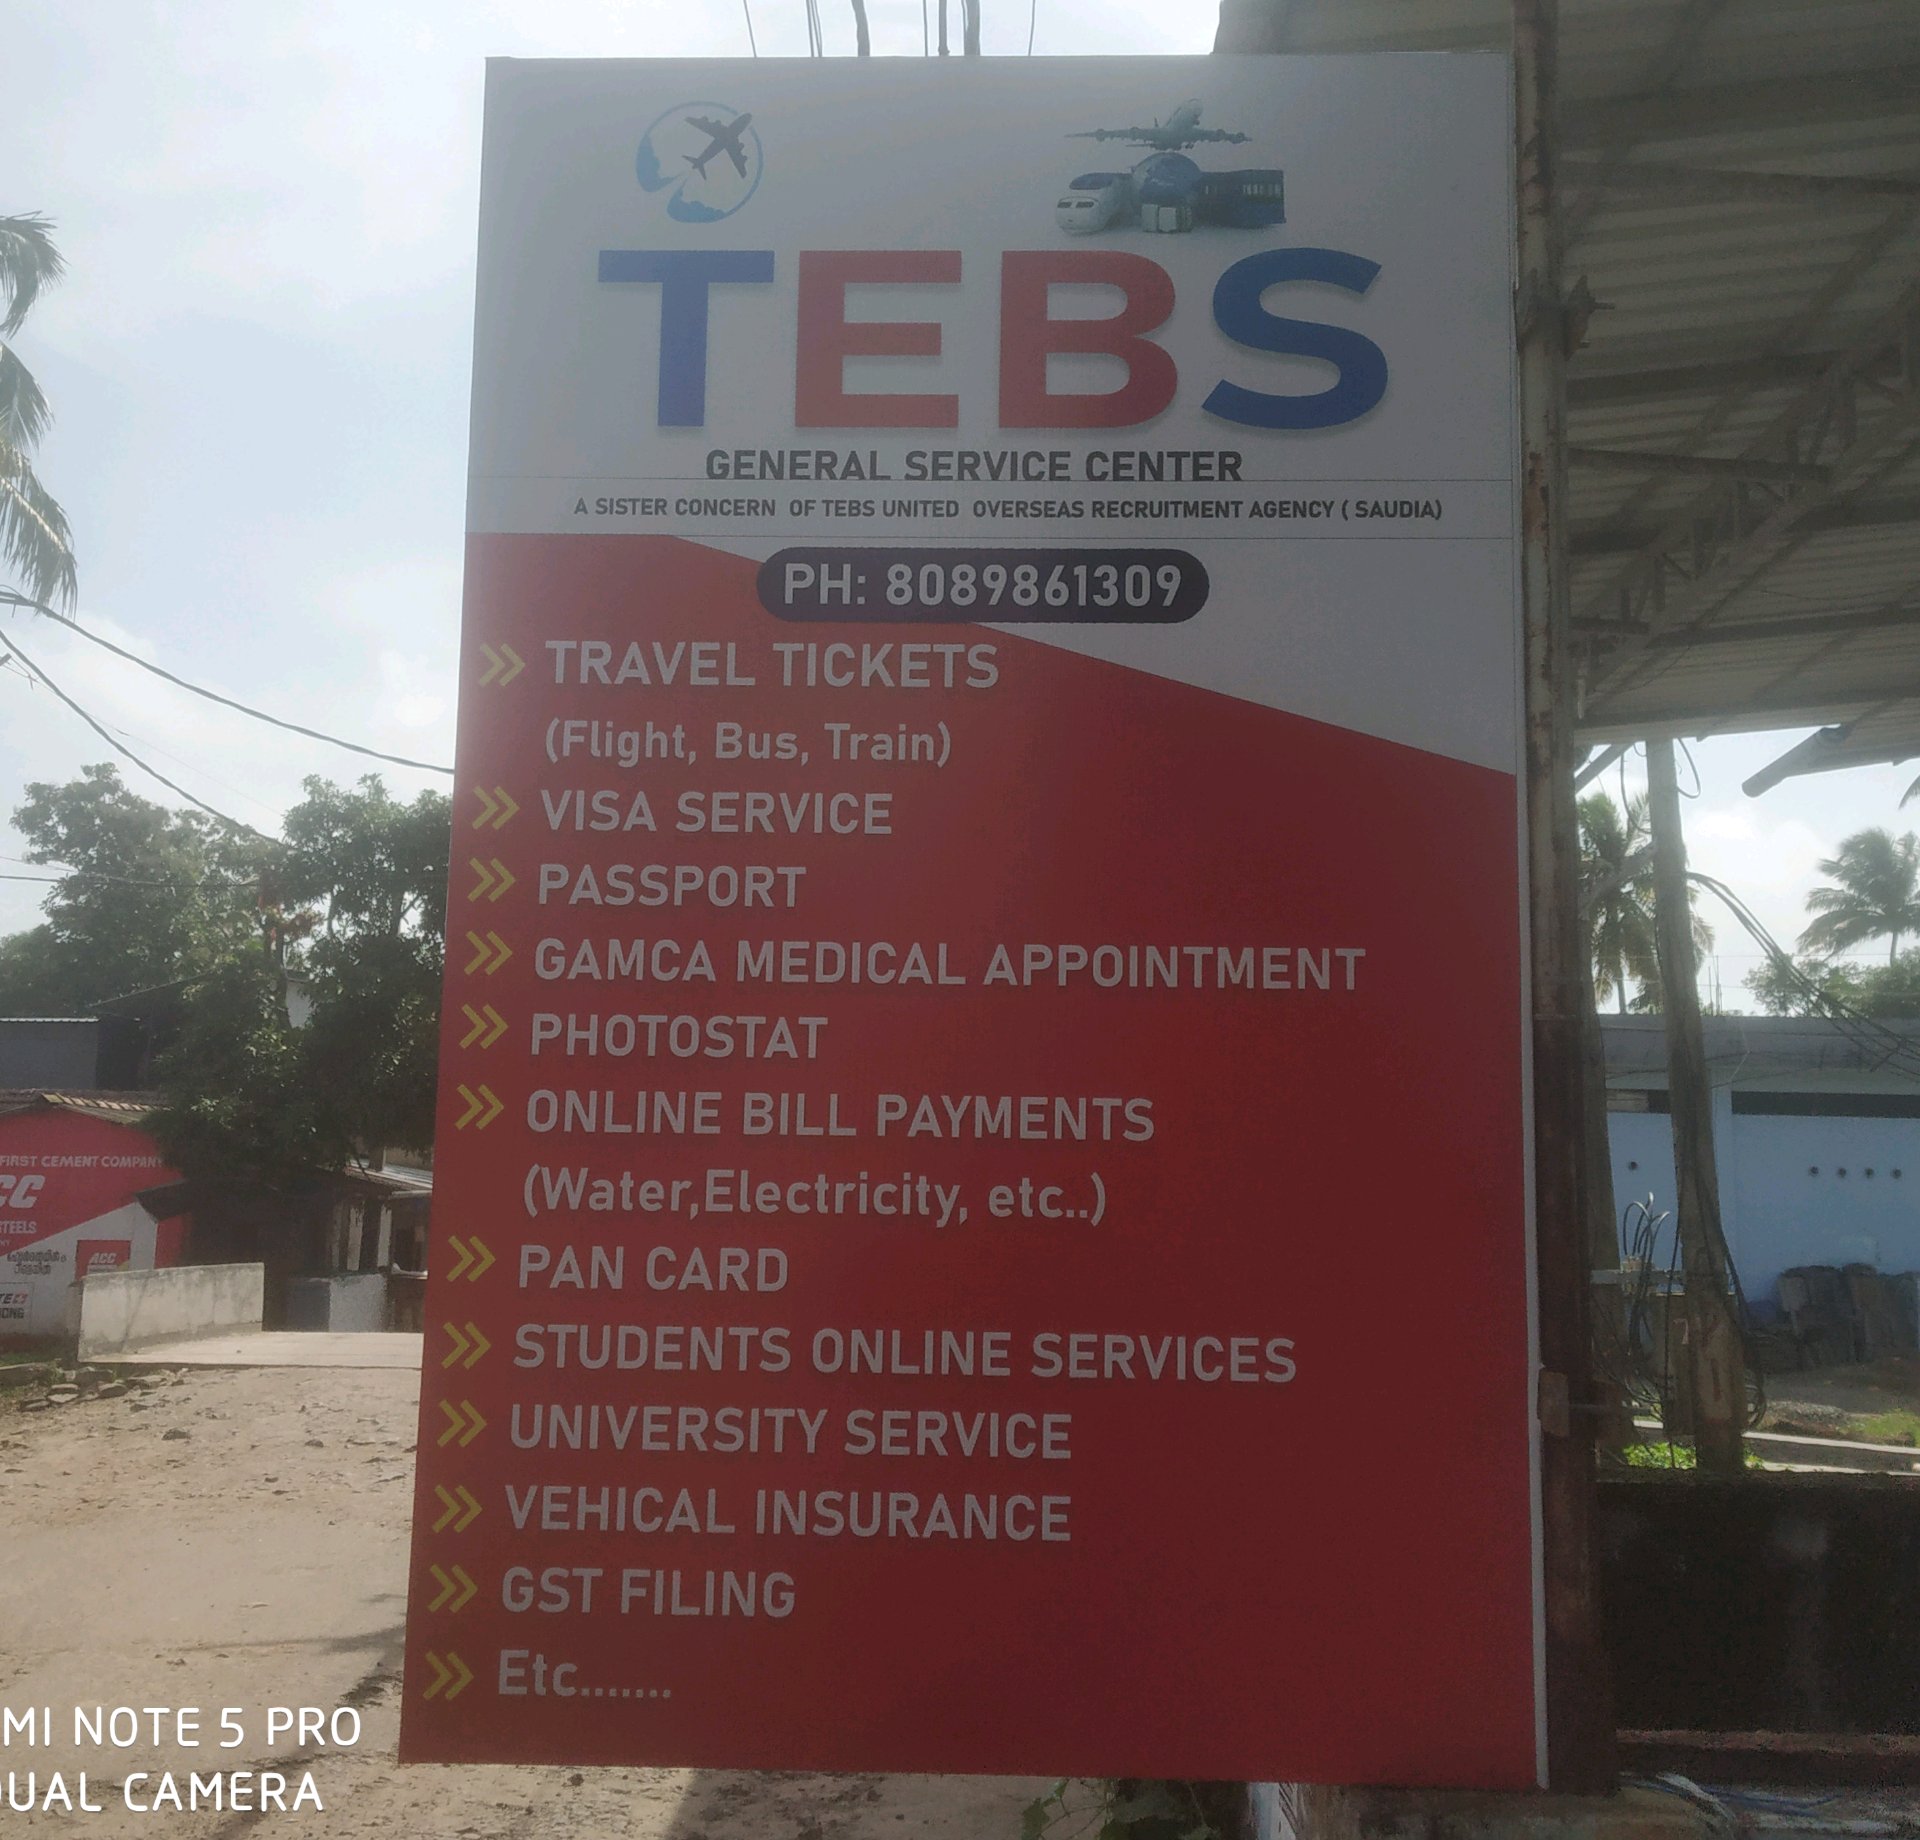 TEBS
GENERAL SERVICE CENTER
A SISTER CONCERN OF TEBS UNITED OVERSEAS RECRUITMENT AGENCY ( SAUDIA)
PH: 8089861309
» TRAVEL TICKETS
(Flight, Bus, Train)
» VISA SERVICE
» PASSPORT
» GAMCA MEDICAL APPOINTMENT
» PHOTOSTAT
» ONLINE BILL PAYMENTS
(Water,Electricity, etc..)
» PAN CARD
» STUDENTS ONLINE SERVICES
» UNIVERSITY SERVICE
» VEHICAL INSURANCE
» GST FILING
» Etc.......
FIRST CEMENT COMPANY
ACC
MI NOTE 5 PRO
DUAL CAMERA